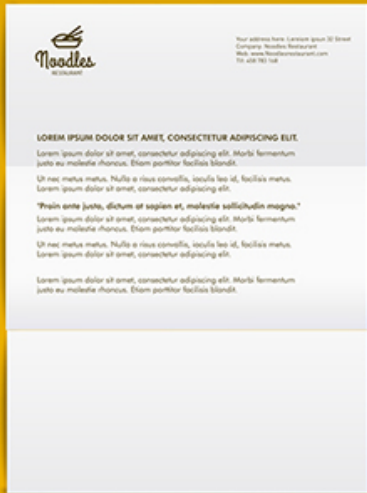 Noodles
RESTAURANT
Your address here: Loremm ipsun 32 Street
Company: Noodles Restaurant
Web: www.Noodlesrestaurant.com
Tlf: 658 785 168
LOREM IPSUM DOLOR SIT AMET, CONSECTETUR ADIPISCING ELIT.
Lorem ipsum dolor sit amet, consectetur adipiscing elit. Morbi fermentum
justo eu molestie rhoncus. Etiam porttitor facilisis blandit.
Ut nec metus metus. Nulla a risus convallis, iaculis leo id, facilisis metus.
Lorem ipsum dolor sit amet, consectetur adipiscing elit.
"Proin ante justo, dictum at sapien et, molestie sollicitudin magna."
Lorem ipsum dolor sit amet, consectetur adipiscing elit. Morbi fermentum
justo eu molestie rhoncus. Etiam porttitor facilisis blandit.
Ut nec metus metus. Nulla a risus convallis, iaculis leo id, facilisis metus.
Lorem ipsum dolor sit amet, consectetur adipiscing elit.
Lorem ipsum dolor sit amet, consectetur adipiscing elit. Morbi fermentum
justo eu molestie rhoncus. Etiam porttitor facilisis blandit.